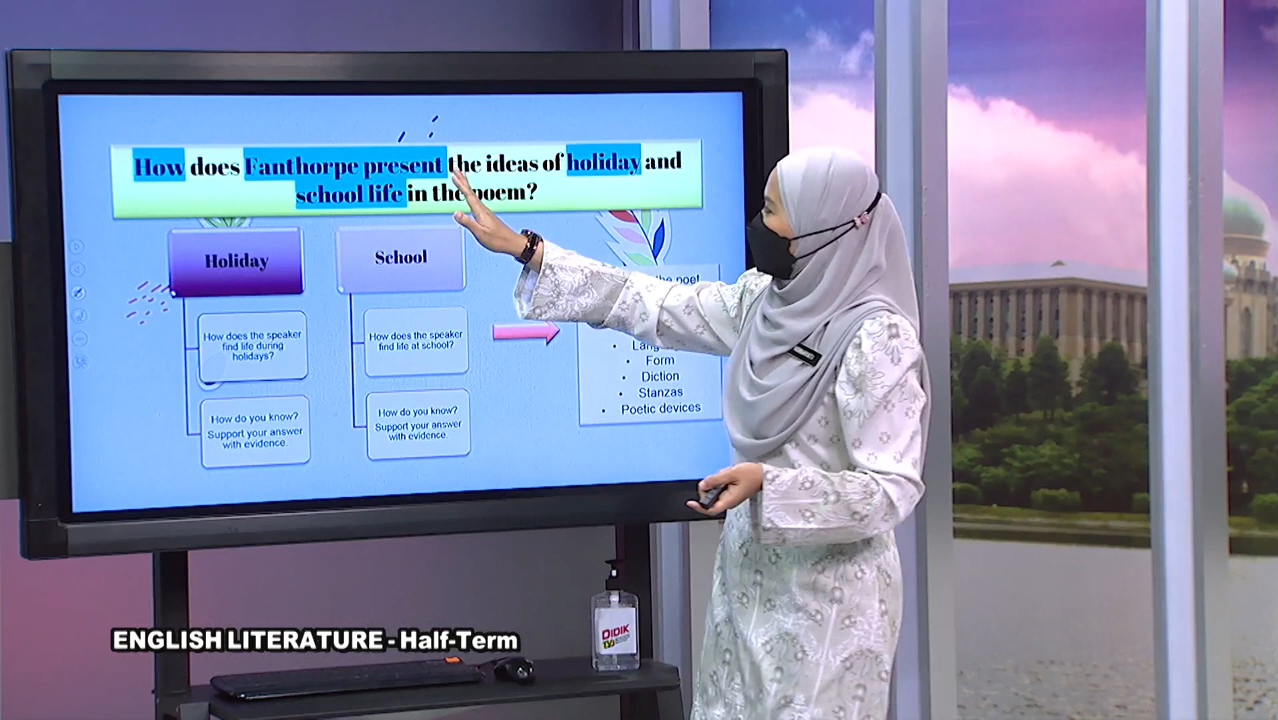 How does Fanthorpe present the ideas of holiday and
school life in the poem?
Holiday
How does the speaker
find life during
holidays?
How do you know?
Support your answer
with evidence.
School
How does the speaker
find life at school?
How do you know?
Support your answer
with evidence.
the poet
• Form
• Diction
• Stanzas
• Poetic devices
DIDIK
TV
ENGLISH LITERATURE - Half-Term